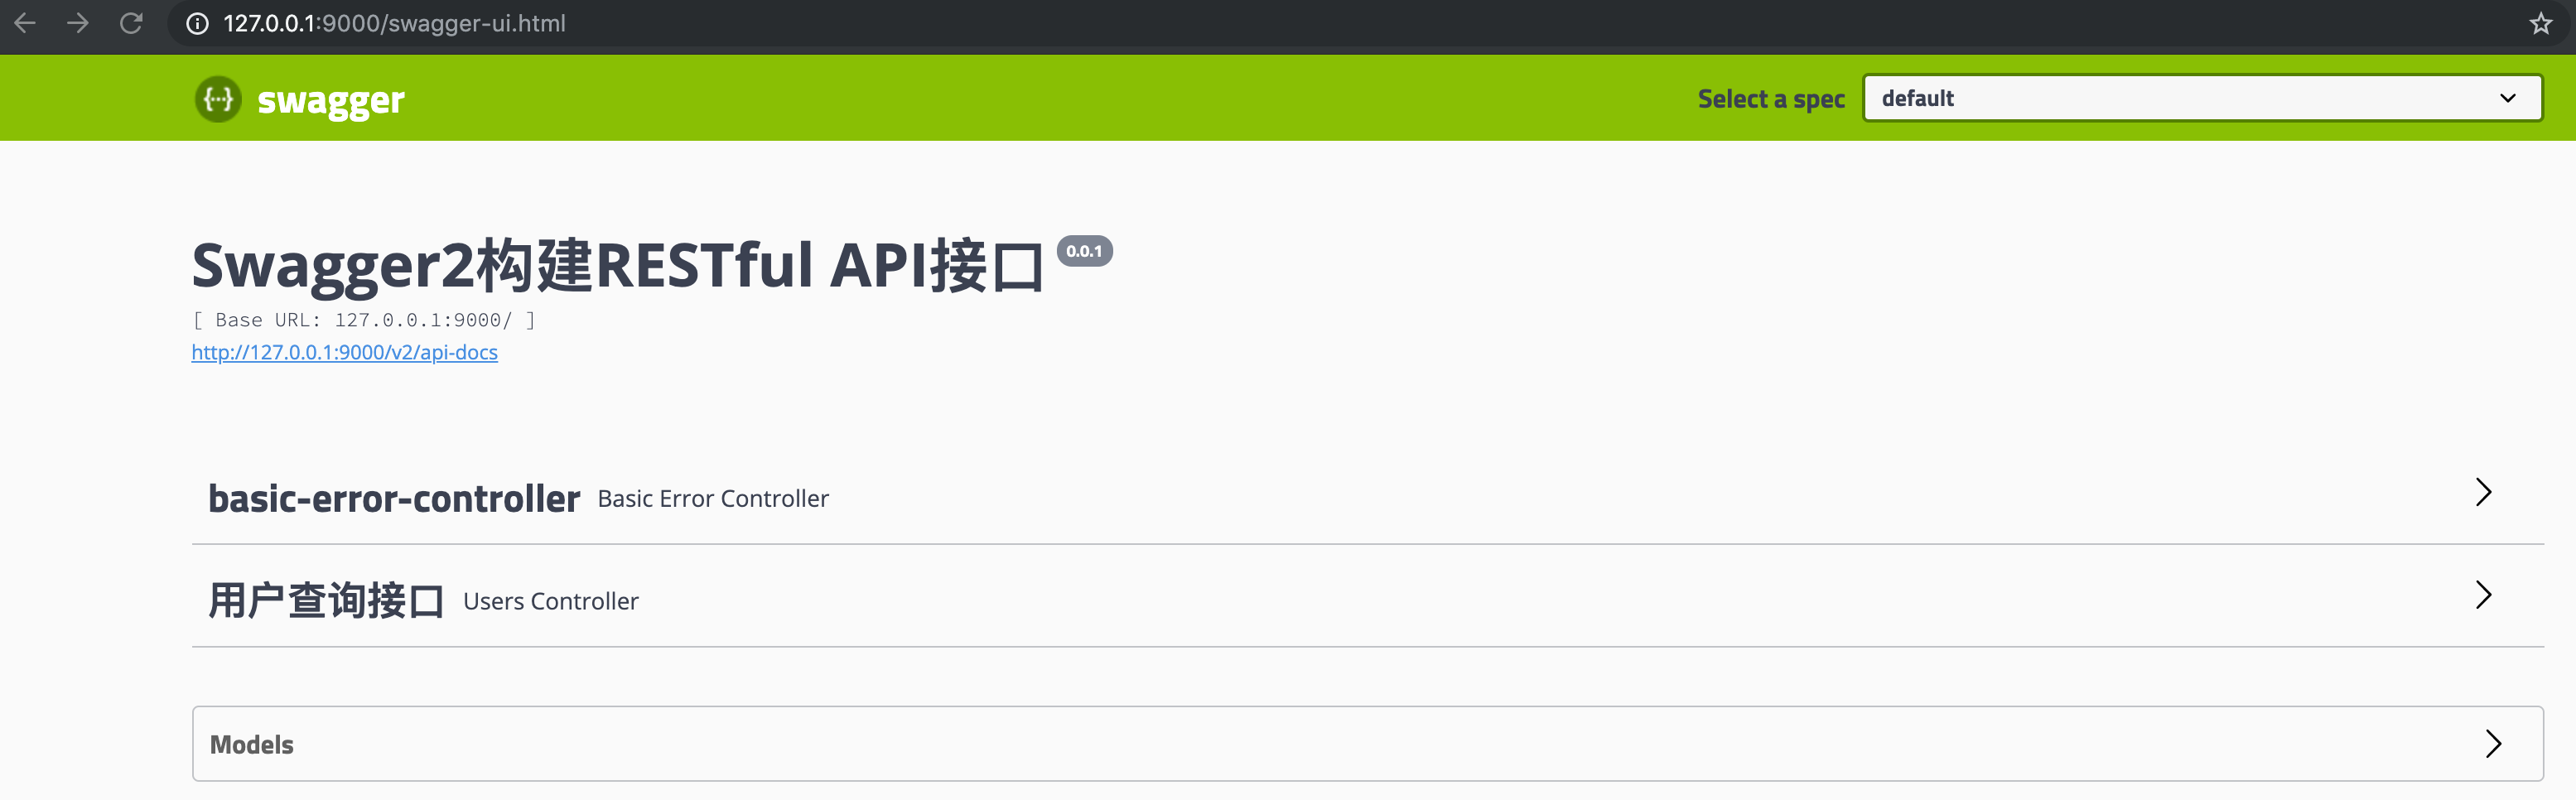 127.0.0.1:9000/swagger-ui.html
{...} swagger
Select a spec
default
Swagger2构建RESTful API接口 0.0.1
[ Base URL: 127.0.0.1:9000/ ]
http://127.0.0.1:9000/v2/api-docs
basic-error-controller Basic Error Controller
用户查询接口 Users Controller
Models